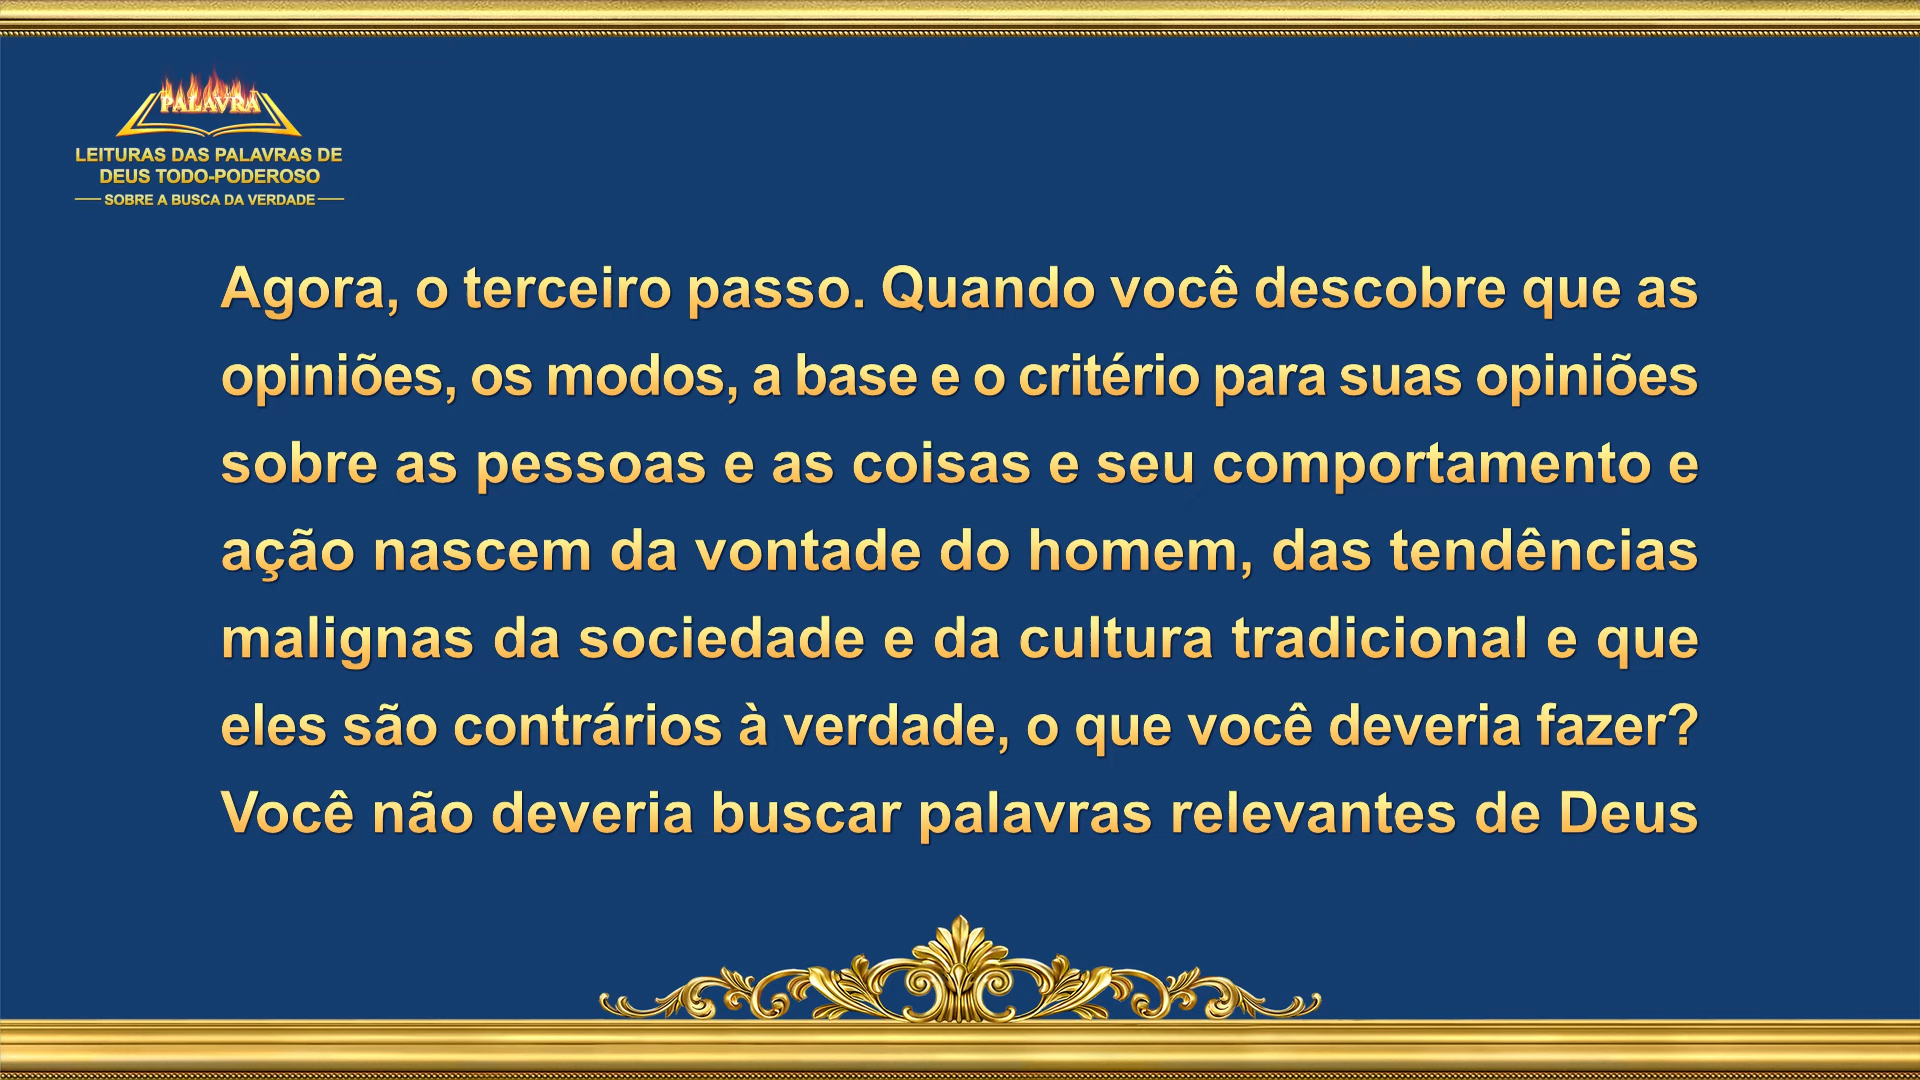 PALAVRA
LEITURAS DAS PALAVRAS DE
DEUS TODO-PODEROSO
SOBRE A BUSCA DA VERDADE
Agora, o terceiro passo. Quando você descobre que as
opiniões, os modos, a base e o critério para suas opiniões
sobre as pessoas e as coisas e seu comportamento e
ação nascem da vontade do homem, das tendências
malignas da sociedade e da cultura tradicional e que
eles são contrários à verdade, o que você deveria fazer?
Você não deveria buscar palavras relevantes de Deus